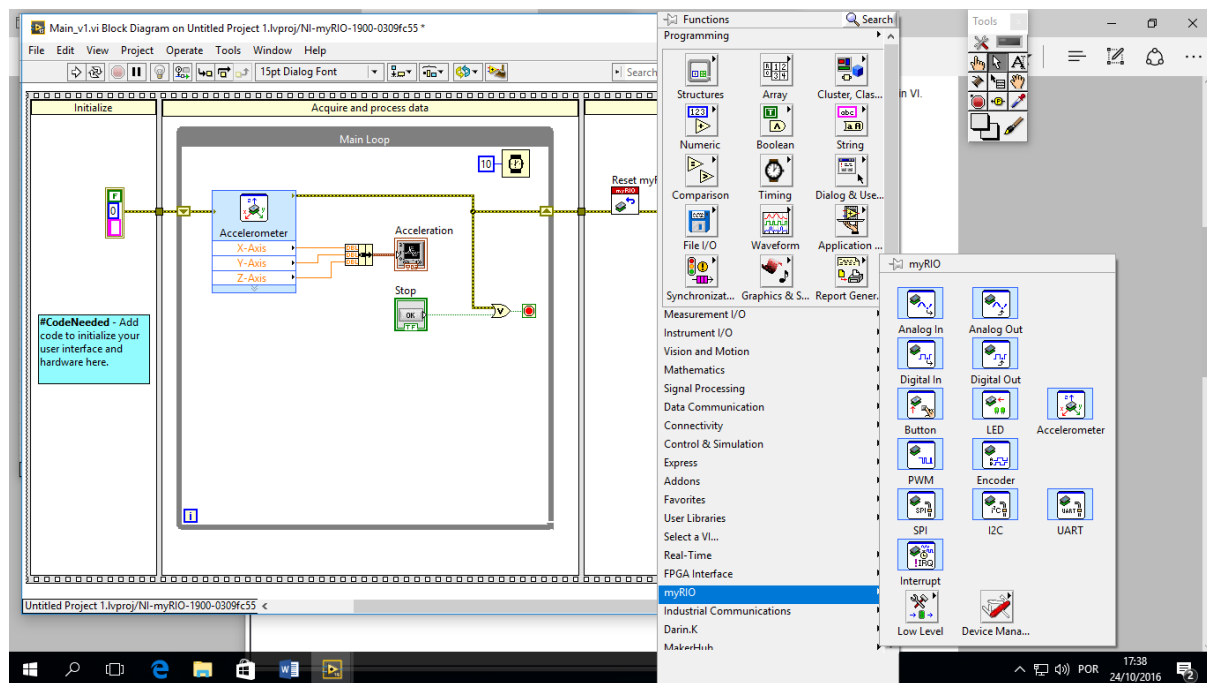 Main_v1.vi Block Diagram on Untitled Project 1.lvproj/NI-myRIO-1900-0309fc55 *
File Edit View Project Operate Tools Window Help
15pt Dialog Font
Search
Initialize
Acquire and process data
Main Loop
10
Reset myR
myRIO
F
0
Accelerometer
X-Axis
Y-Axis
Z-Axis
DBL
DBL
DBL
Acceleration
Stop
OK
TF
#CodeNeeded - Add
code to initialize your
user interface and
hardware here.
i
Untitled Project 1.lvproj/NI-myRIO-1900-0309fc55 <
Functions
Search
Programming
Structures Array Cluster, Clas...
Numeric Boolean String
Comparison Timing Dialog & Use...
File I/O Waveform Application ...
Synchronizat... Graphics & S... Report Gener.
Measurement I/O
Instrument I/O
Vision and Motion
Mathematics
Signal Processing
Data Communication
Connectivity
Control & Simulation
Express
Addons
Favorites
User Libraries
Select a VI...
Real-Time
FPGA Interface
myRIO
Industrial Communications
Darin.K
MakerHub
in VI.
Tools
myRIO
Analog In Analog Out
Digital In Digital Out
Button LED Accelerometer
PWM Encoder
SPI I2C UART
Interrupt
Low Level Device Mana...
POR
17:38
24/10/2016
2